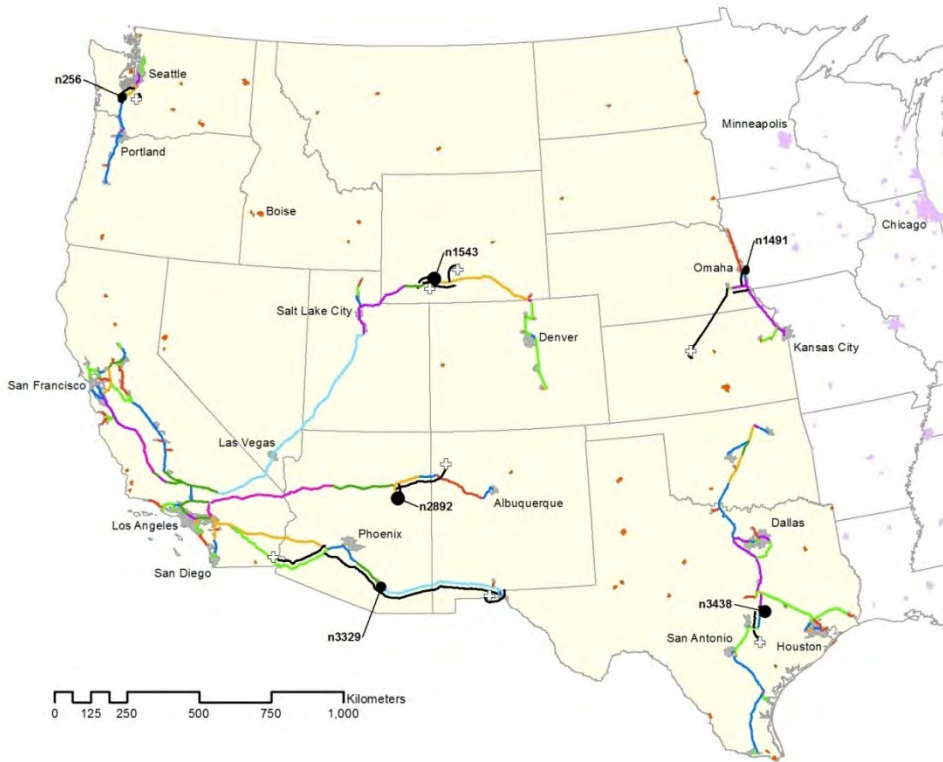 Seattle
n256
Portland
Minneapolis
Boise
Chicago
n1543
n1491
Omaha
Salt Lake City
Denver
Kansas City
San Francisco
Las Vegas
n2892
Albuquerque
Los Angeles
Phoenix
Dallas
San Diego
n3438
n3329
San Antonio
Houston
Kilometers
0 125 250 500 750 1,000